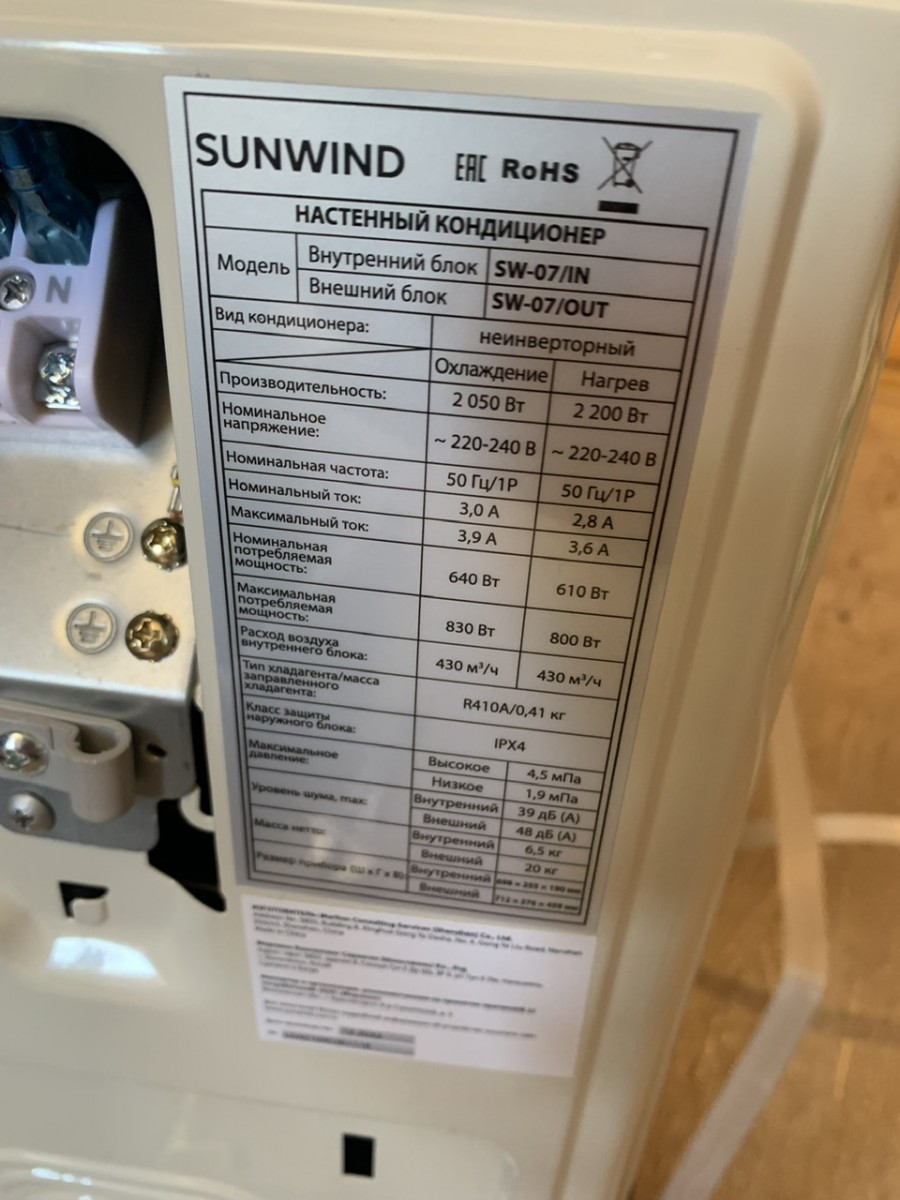 SUNWIND
EAC RoHS
НАСТЕННЫЙ КОНДИЦИОНЕР
Модель
Внутренний блок SW-07/IN
Внешний блок SW-07/OUT
Вид кондиционера: неинверторный
Охлаждение Нагрев
Производительность: 2 050 Вт 2 200 Вт
Номинальное
напряжение: ~ 220-240 В ~ 220-240 В
Номинальная частота: 50 Гц/1P 50 Гц/1P
Номинальный ток: 3,0 А 2,8 А
Максимальный ток: 3,9 А 3,6 А
Номинальная
потребляемая
мощность: 640 Вт 610 Вт
Максимальная
потребляемая
мощность: 830 Вт 800 Вт
Расход воздуха
внутреннего блока: 430 м³/ч 430 м³/ч
Тип хладагента/масса
заправленного
хладагента: R410A/0,41 кг
Класс защиты
наружного блока: IPX4
Максимальное
давление: Высокое 4,5 мПа
Низкое 1,9 мПа
Уровень шума, max: Внутренний 39 дБ (А)
Внешний 48 дБ (А)
Масса нетто: Внутренний 6,5 кг
Внешний 20 кг
Размер прибора (Ш х Г х В): Внутренний
Внешний
N